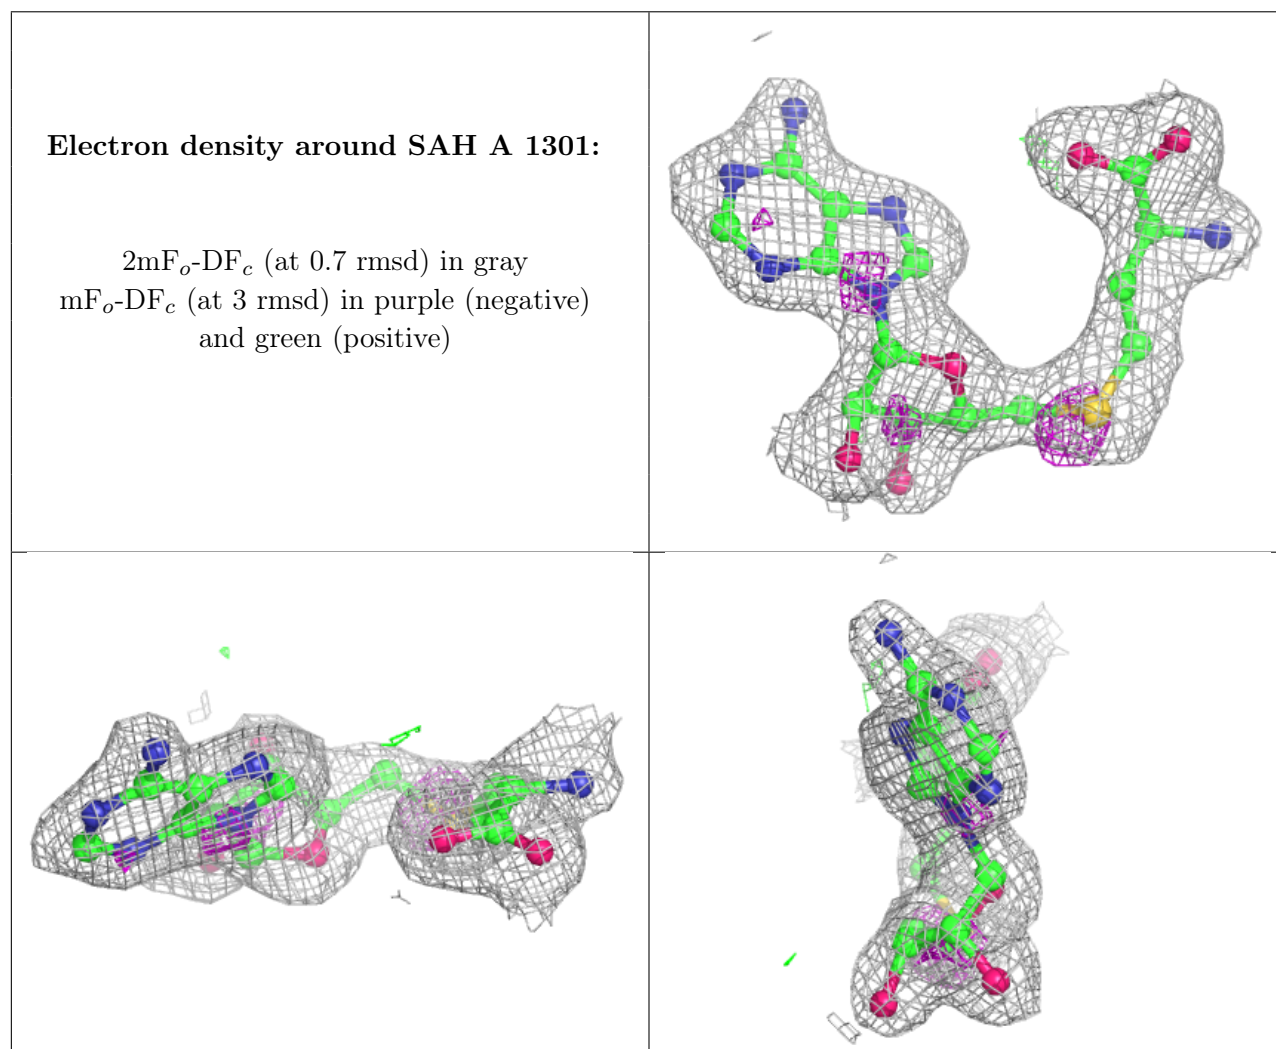 Electron density around SAH A 1301:
2mFo-DFc (at 0.7 rmsd) in gray
mFo-DFc (at 3 rmsd) in purple (negative)
and green (positive)